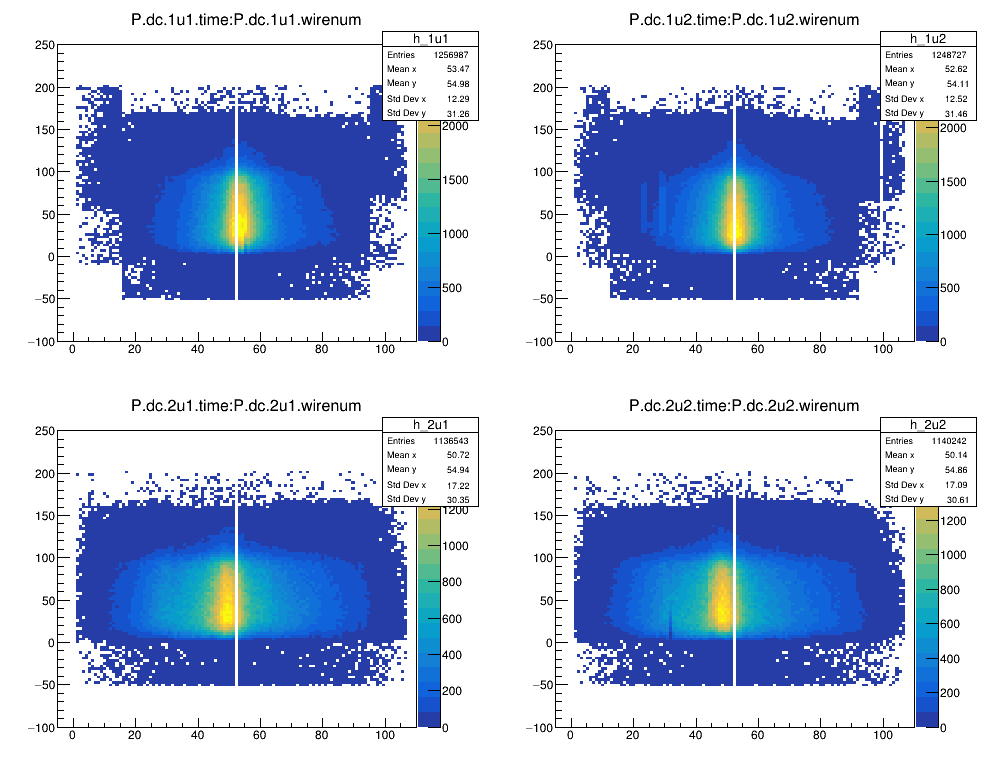 P.dc.1u1.time:P.dc.1u1.wirenum
h_1u1
Entries 1256987
Mean x 53.47
Mean y 54.98
Std Dev x 12.29
Std Dev y 31.26
250
200
150
100
50
0
−50
−100
0 20 40 60 80 100
2000
1500
1000
500
0
P.dc.1u2.time:P.dc.1u2.wirenum
h_1u2
Entries 1248727
Mean x 52.62
Mean y 54.11
Std Dev x 12.52
Std Dev y 31.46
250
200
150
100
50
0
−50
−100
0 20 40 60 80 100
2000
1500
1000
500
0
P.dc.2u1.time:P.dc.2u1.wirenum
h_2u1
Entries 1136543
Mean x 50.72
Mean y 54.94
Std Dev x 17.22
Std Dev y 30.35
250
200
150
100
50
0
−50
−100
0 20 40 60 80 100
1200
1000
800
600
400
200
0
P.dc.2u2.time:P.dc.2u2.wirenum
h_2u2
Entries 1140242
Mean x 50.14
Mean y 54.86
Std Dev x 17.09
Std Dev y 30.61
250
200
150
100
50
0
−50
−100
0 20 40 60 80 100
1200
1000
800
600
400
200
0